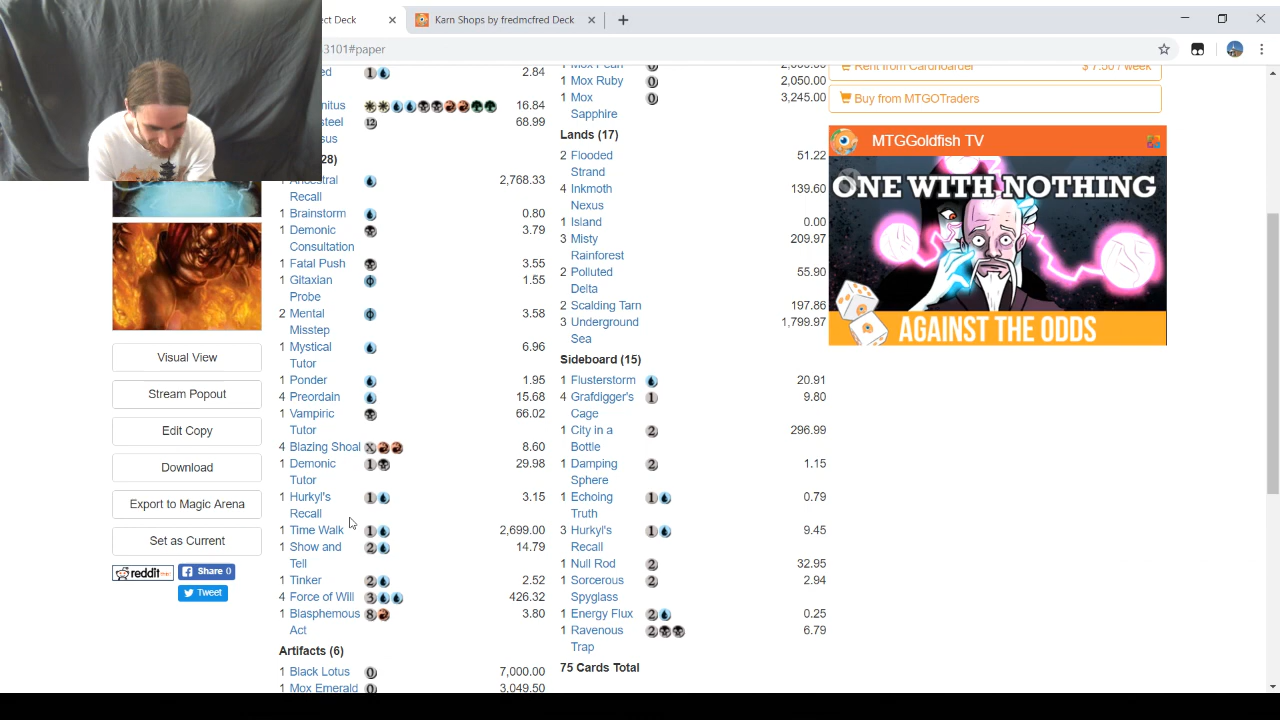 ect Deck
Karn Shops by fredmcfred Deck
3101#paper
2.84
2,050.00
1 Mox Ruby
nitus 16.84
1 Mox Sapphire 3,245.00
steel 68.99
sus
Lands (17)
28)
2 Flooded Strand 51.22
4 Inkmoth Nexus 139.60
1 Island 0.00
3 Misty Rainforest 209.97
2 Polluted Delta 55.90
2 Scalding Tarn 197.86
3 Underground Sea 1,799.97
Sideboard (15)
1 Flusterstorm 20.91
4 Grafdigger's Cage 9.80
1 City in a Bottle 296.99
1 Damping Sphere 1.15
1 Echoing Truth 0.79
3 Hurkyl's Recall 9.45
1 Null Rod 32.95
1 Sorcerous Spyglass 2.94
1 Energy Flux 0.25
1 Ravenous Trap 6.79
75 Cards Total
1 Ancestral Recall 2,768.33
1 Brainstorm 0.80
1 Demonic Consultation 3.79
1 Fatal Push 3.55
1 Gitaxian Probe 1.55
2 Mental Misstep 3.58
1 Mystical Tutor 6.96
1 Ponder 1.95
4 Preordain 15.68
1 Vampiric Tutor 66.02
4 Blazing Shoal 8.60
1 Demonic Tutor 29.98
1 Hurkyl's Recall 3.15
1 Time Walk 2,699.00
1 Show and Tell 14.79
1 Tinker 2.52
4 Force of Will 426.32
1 Blasphemous Act 3.80
Artifacts (6)
1 Black Lotus 7,000.00
1 Mox Emerald 3,049.50
Visual View
Stream Popout
Edit Copy
Download
Export to Magic Arena
Set as Current
reddit
Share 0
Tweet
Rent from Cardhoarder $ 7.50 / week
Buy from MTGOTraders
MTGGoldfish TV
ONE WITH NOTHING
AGAINST THE ODDS